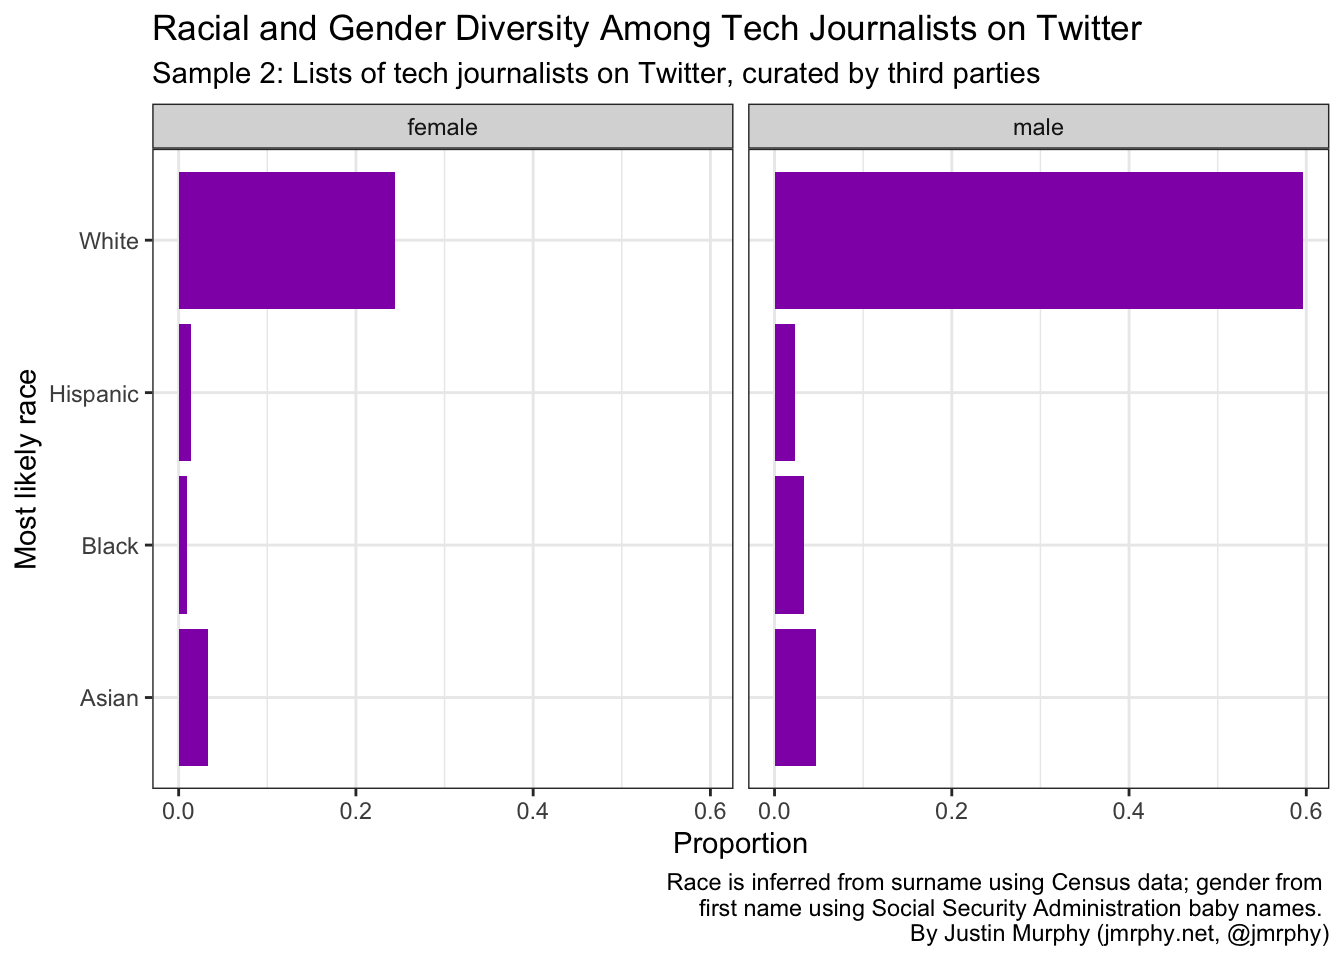 Racial and Gender Diversity Among Tech Journalists on Twitter
Sample 2: Lists of tech journalists on Twitter, curated by third parties
female
male
Most likely race
White
Hispanic
Black
Asian
0.0
0.2
0.4
0.6
0.0
0.2
0.4
0.6
Proportion
Race is inferred from surname using Census data; gender from
first name using Social Security Administration baby names.
By Justin Murphy (jmrphy.net, @jmrphy)